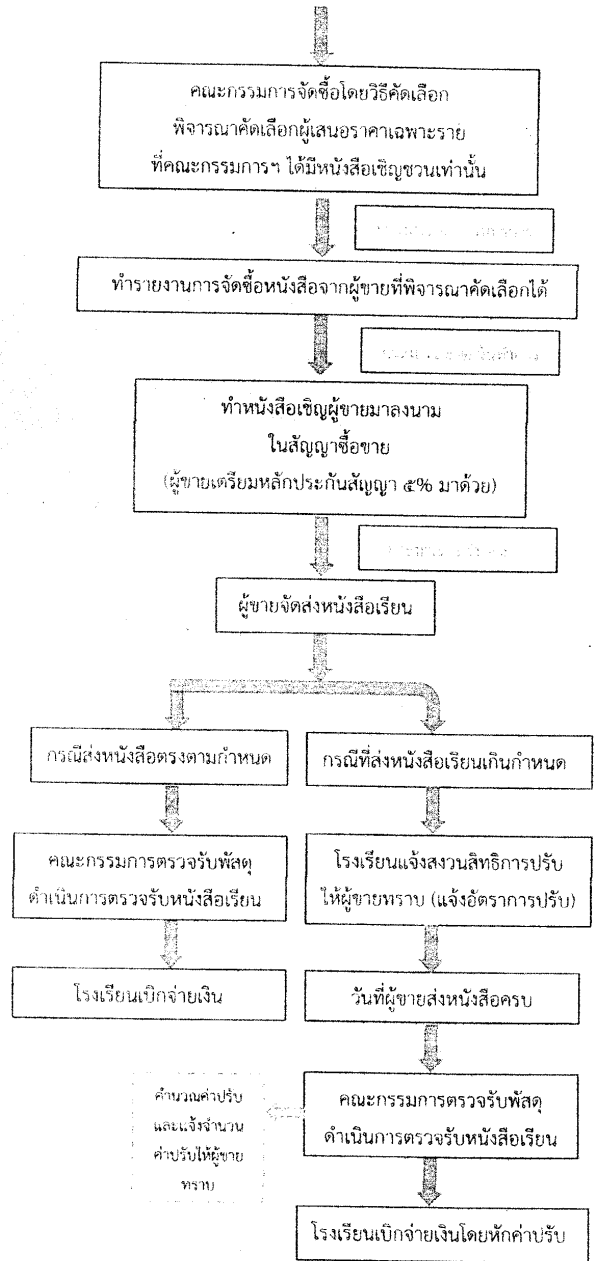 คณะกรรมการจัดซื้อโดยวิธีคัดเลือก
พิจารณาคัดเลือกผู้เสนอราคาเฉพาะราย
ที่คณะกรรมการฯ ได้มีหนังสือเชิญชวนเท่านั้น
ทำรายงานการจัดซื้อหนังสือจากผู้ขายที่พิจารณาคัดเลือกได้
ทำหนังสือเชิญผู้ขายมาลงนาม
ในสัญญาซื้อขาย
(ผู้ขายเตรียมหลักประกันสัญญา ๕% มาด้วย)
ผู้ขายจัดส่งหนังสือเรียน
กรณีส่งหนังสือตรงตามกำหนด
คณะกรรมการตรวจรับพัสดุ
ดำเนินการตรวจรับหนังสือเรียน
โรงเรียนเบิกจ่ายเงิน
กรณีที่ส่งหนังสือเรียนเกินกำหนด
โรงเรียนแจ้งสงวนสิทธิการปรับ
ให้ผู้ขายทราบ (แจ้งอัตราการปรับ)
วันที่ผู้ขายส่งหนังสือครบ
คณะกรรมการตรวจรับพัสดุ
ดำเนินการตรวจรับหนังสือเรียน
คำนวณค่าปรับ
และแจ้งจำนวน
ค่าปรับให้ผู้ขาย
ทราบ
โรงเรียนเบิกจ่ายเงินโดยหักค่าปรับ